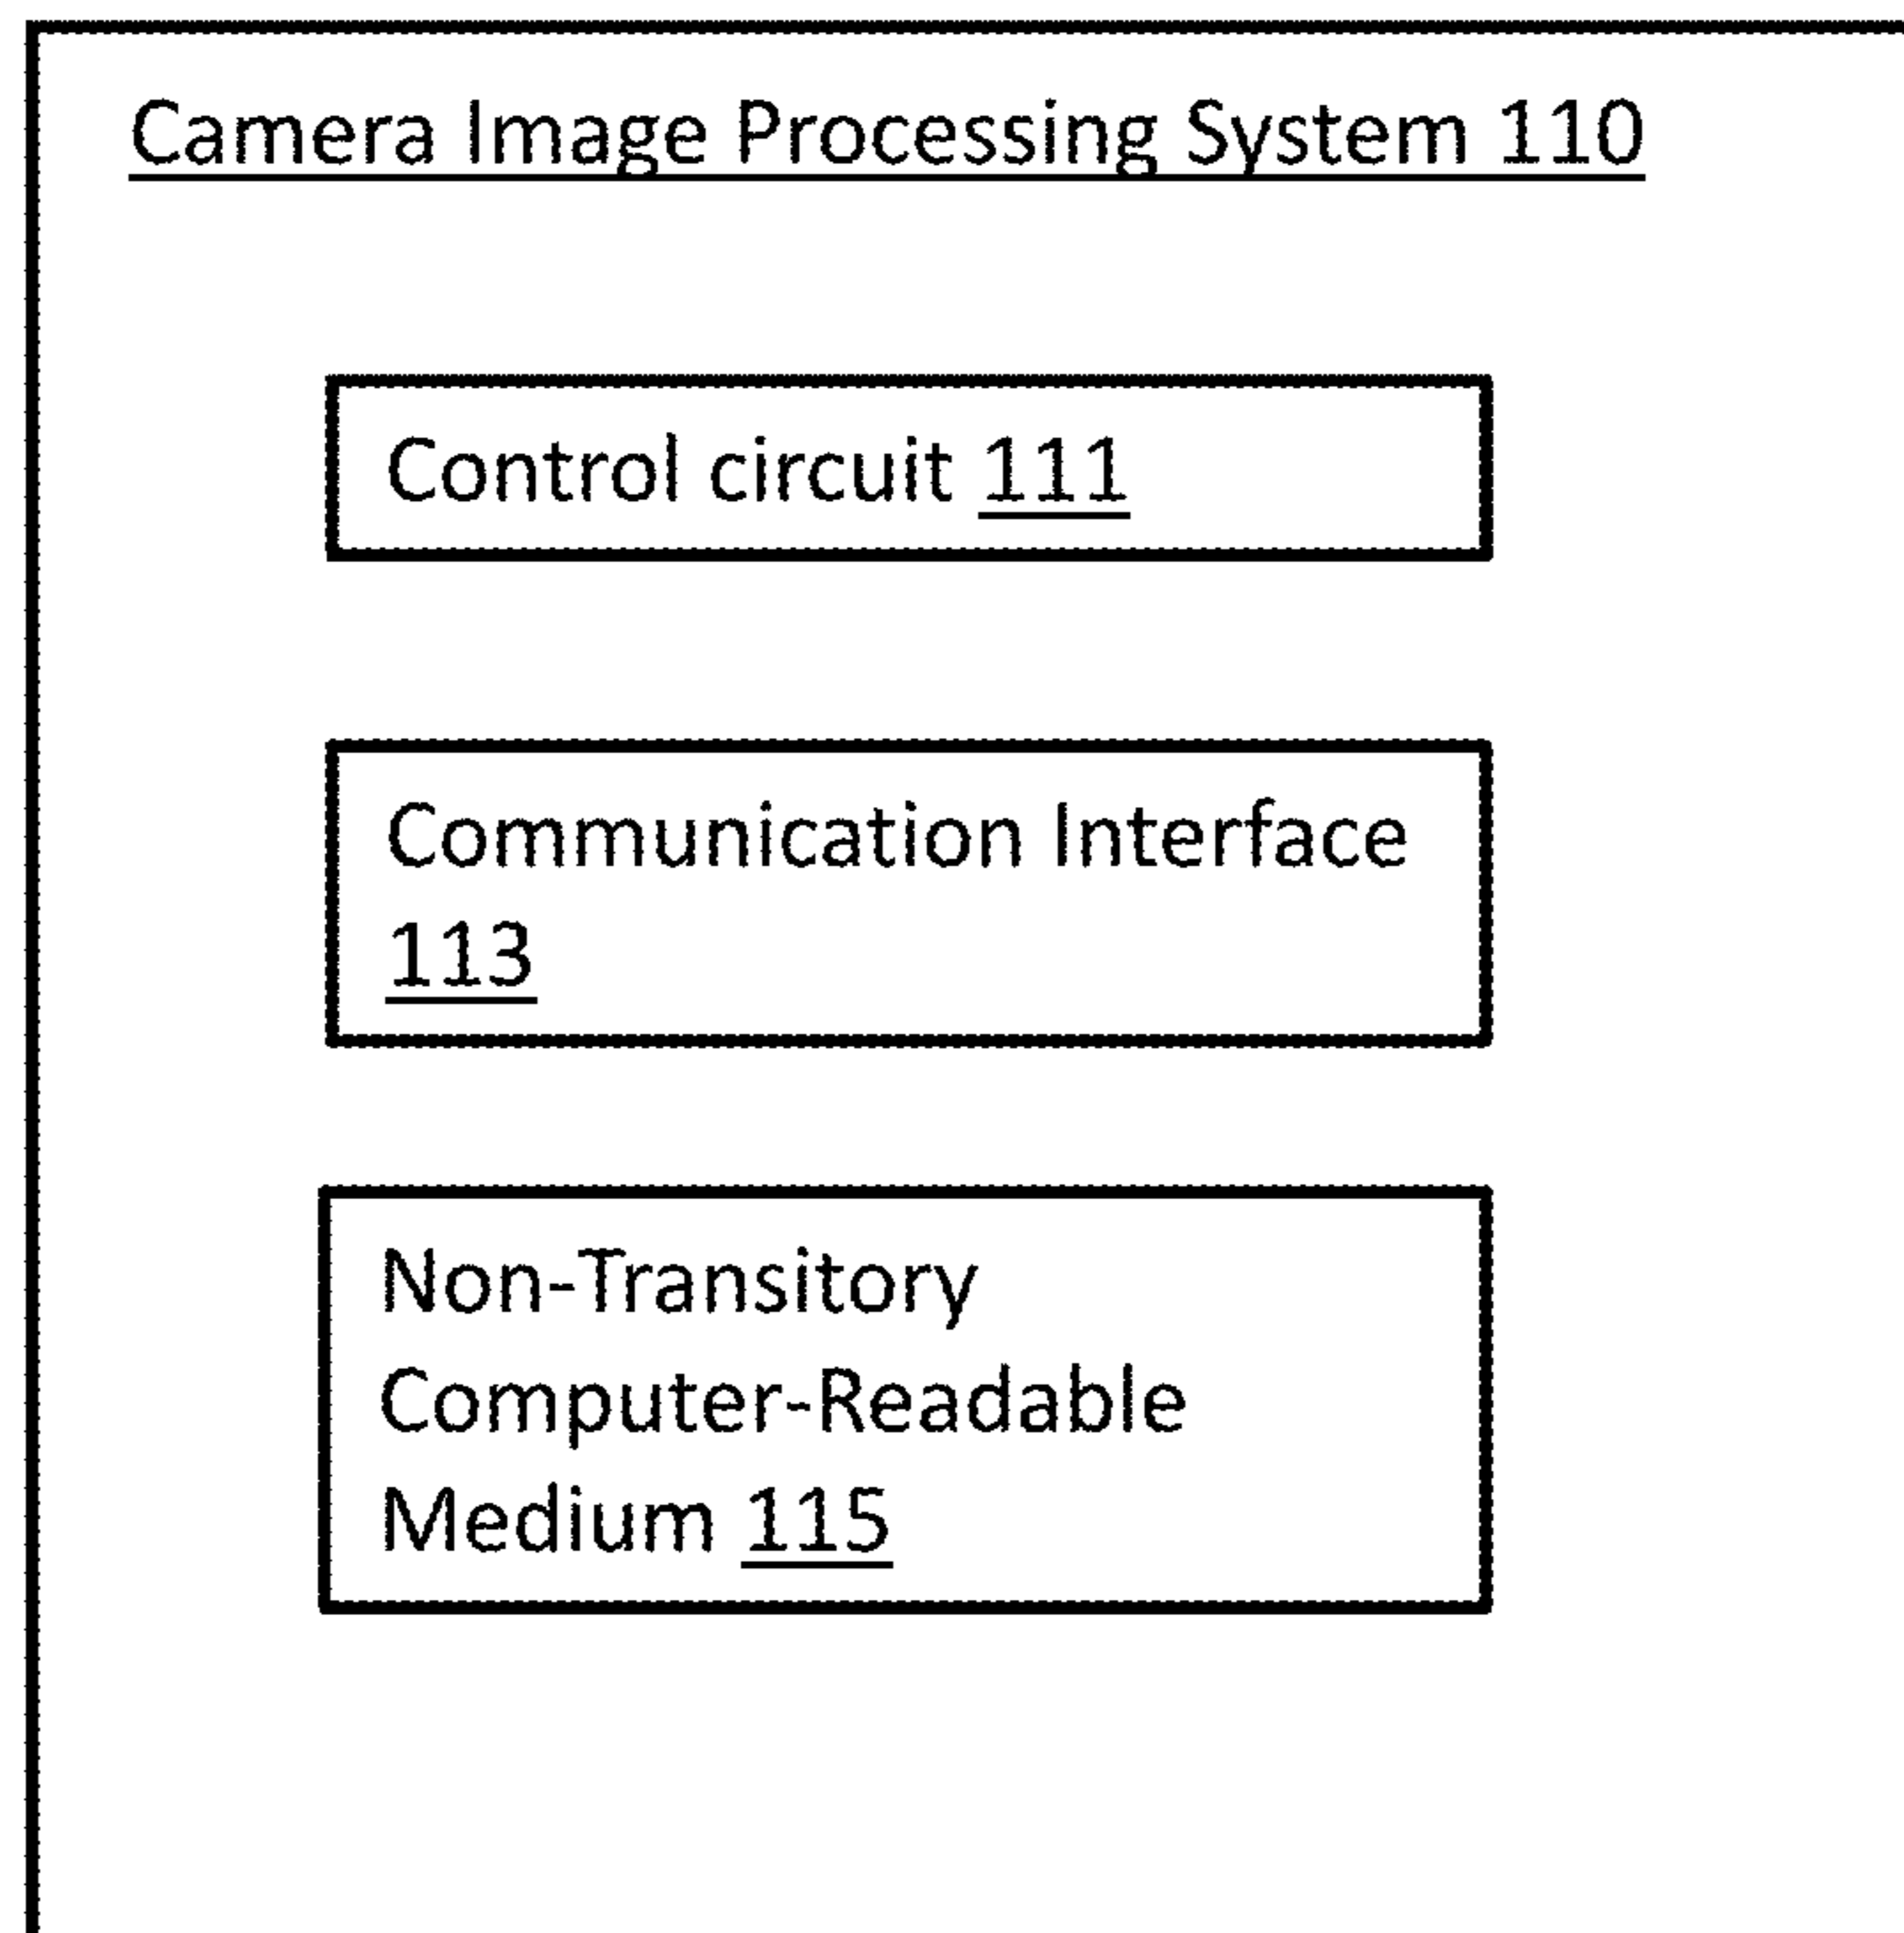 Camera Image Processing System 110
Control circuit 111
Communication Interface
113
Non-Transitory
Computer-Readable
Medium 115